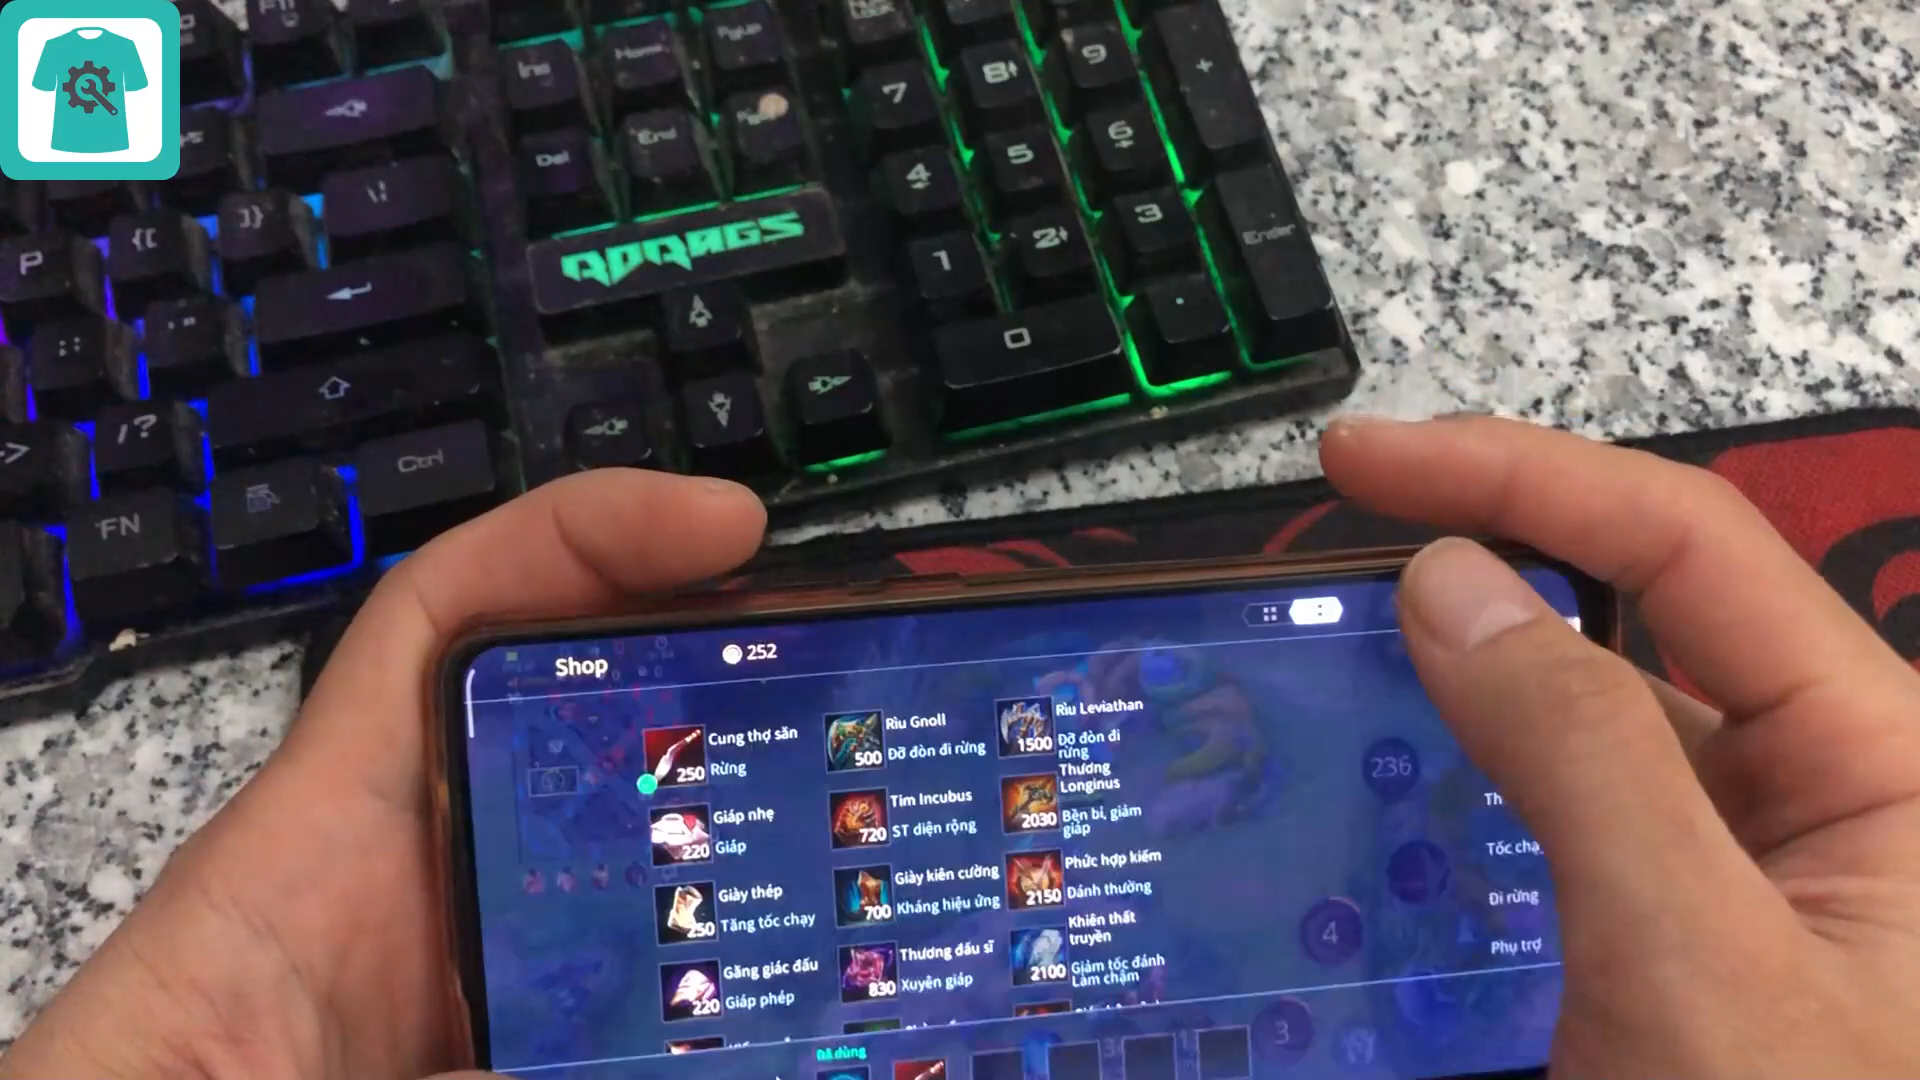 F11
Ins
Home
PgUp
7
8
9
+
Del
End
4
5
6
P
{[
]}
\|
AQQAGS
1
2
3
Enter
0
.
/?
Ctrl
FN
Shop
252
Cung thợ săn
250
Rừng
Rìu Gnoll
500
Đỡ đòn đi rừng
Rìu Leviathan
1500
Đỡ đòn đi
rừng
Giáp nhẹ
220
Giáp
Tim Incubus
720
ST diện rộng
Thương
Longinus
2030
Bền bỉ, giảm
giáp
Giày thép
250
Tăng tốc chạy
Giày kiên cường
700
Kháng hiệu ứng
Phức hợp kiếm
2150
Đánh thường
Găng giác đấu
220
Giáp phép
Thương đấu sĩ
830
Xuyên giáp
Khiên thất
truyền
2100
Giảm tốc đánh
Làm chậm
236
4
3
Tốc chạ
Đi rừng
Phụ trợ
Đã dùng